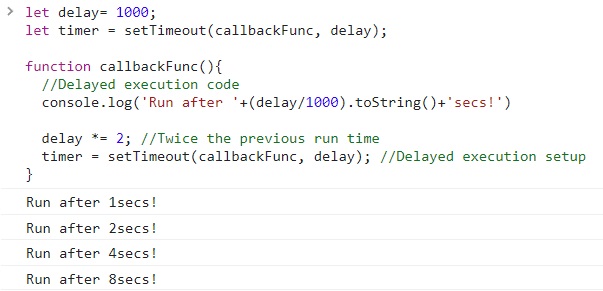 let delay= 1000;
let timer = setTimeout(callbackFunc, delay);
function callbackFunc(){
//Delayed execution code
console.log('Run after '+(delay/1000).toString()+'secs!')
delay *= 2; //Twice the previous run time
timer = setTimeout(callbackFunc, delay); //Delayed execution setup
}
Run after 1secs!
Run after 2secs!
Run after 4secs!
Run after 8secs!